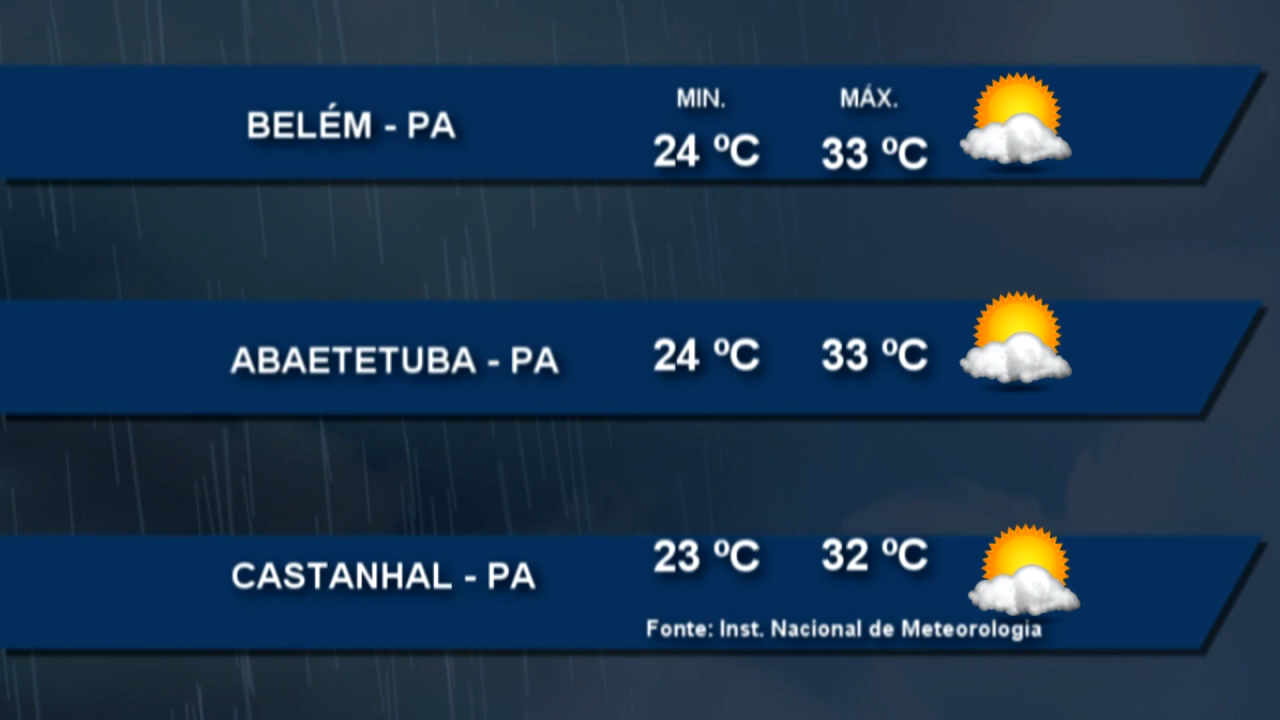 MIN. MÁX.
BELÉM - PA 24 ºC 33 ºC
ABAETETUBA - PA 24 ºC 33 ºC
CASTANHAL - PA 23 ºC 32 ºC
Fonte: Inst. Nacional de Meteorologia